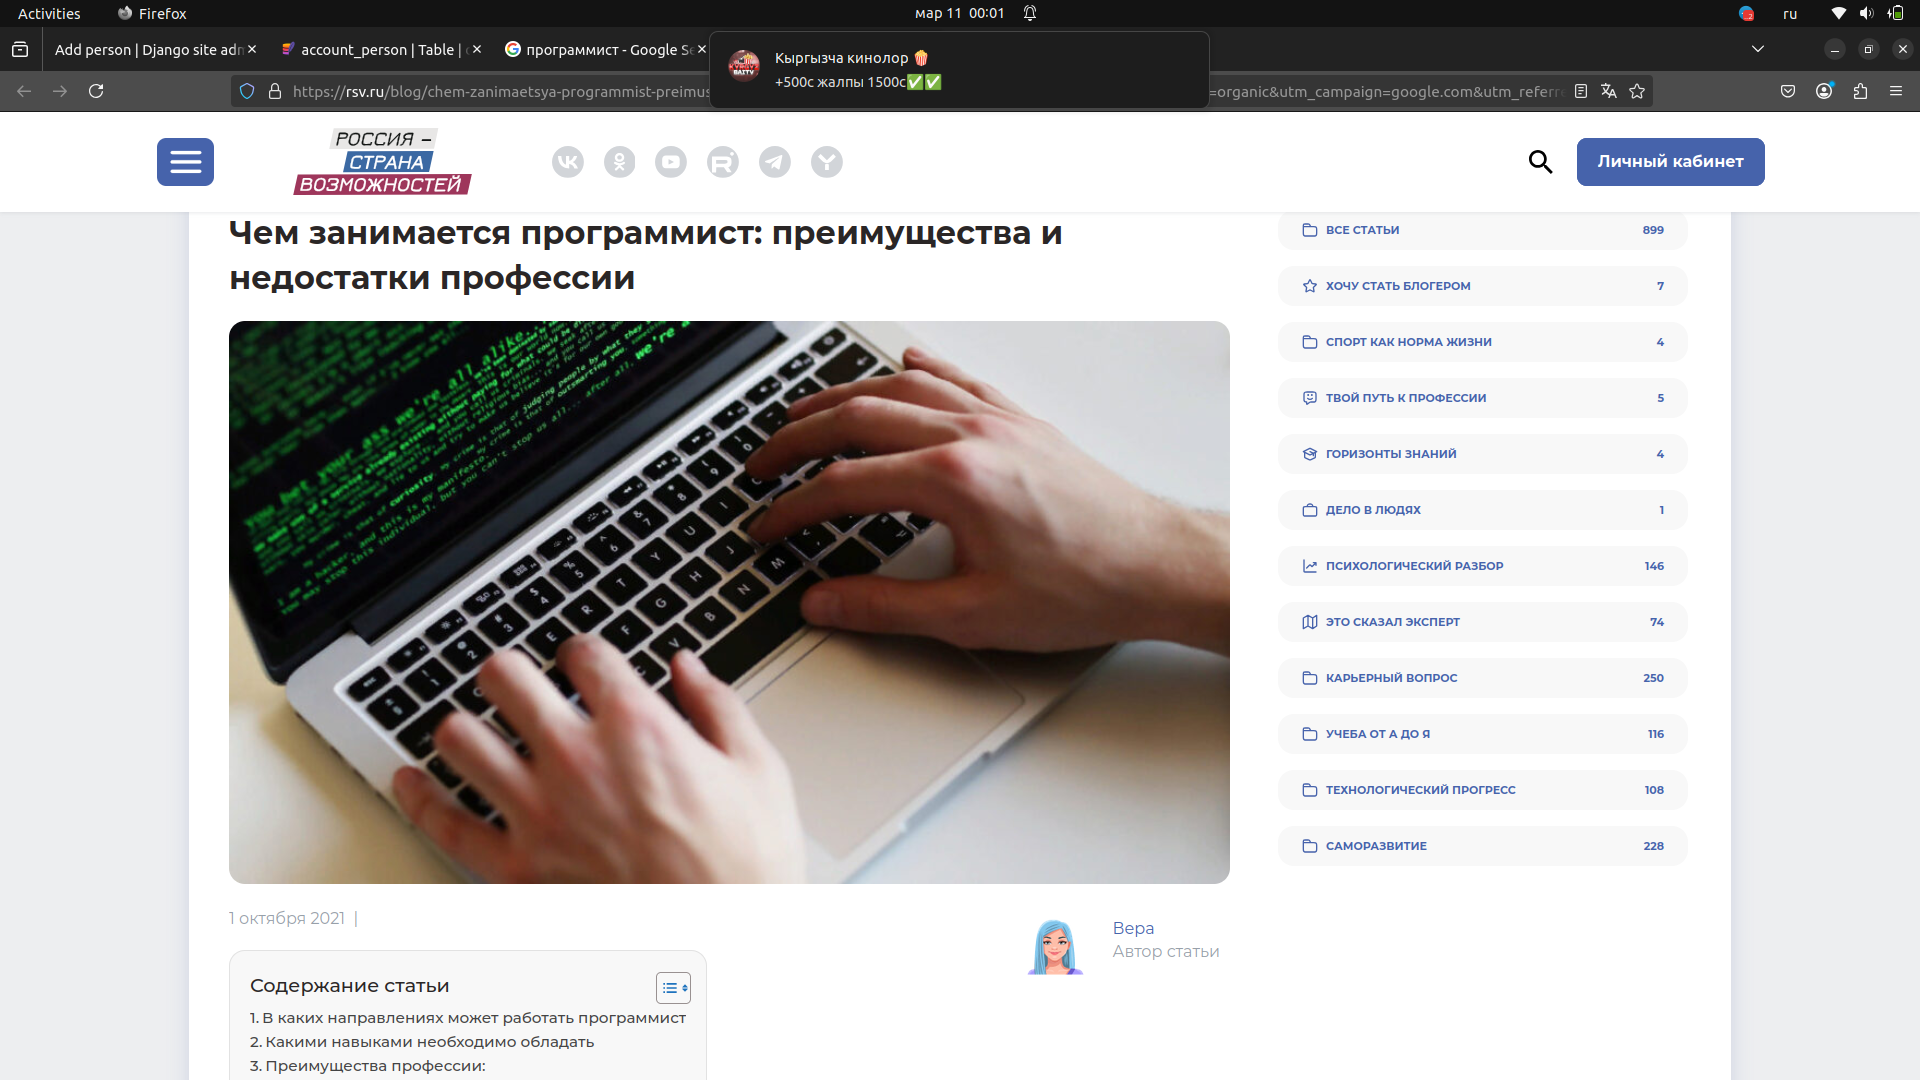 Activities
Firefox
мар 11 00:01
ru
Add person | Django site adm
account_person | Table |
программист - Google Se
Кыргызча кинолор 🍿
+500с жалпы 1500с✅✅
https://rsv.ru/blog/chem-zanimaetsya-programmist-preimus
=organic&utm_campaign=google.com&utm_referre
РОССИЯ –
СТРАНА
ВОЗМОЖНОСТЕЙ
Личный кабинет
Чем занимается программист: преимущества и
недостатки профессии
ВСЕ СТАТЬИ 899
ХОЧУ СТАТЬ БЛОГЕРОМ 7
СПОРТ КАК НОРМА ЖИЗНИ 4
ТВОЙ ПУТЬ К ПРОФЕССИИ 5
ГОРИЗОНТЫ ЗНАНИЙ 4
ДЕЛО В ЛЮДЯХ 1
ПСИХОЛОГИЧЕСКИЙ РАЗБОР 146
ЭТО СКАЗАЛ ЭКСПЕРТ 74
КАРЬЕРНЫЙ ВОПРОС 250
УЧЕБА ОТ А ДО Я 116
ТЕХНОЛОГИЧЕСКИЙ ПРОГРЕСС 108
САМОРАЗВИТИЕ 228
1 октября 2021 |
Вера
Автор статьи
Содержание статьи
1. В каких направлениях может работать программист
2. Какими навыками необходимо обладать
3. Преимущества профессии: